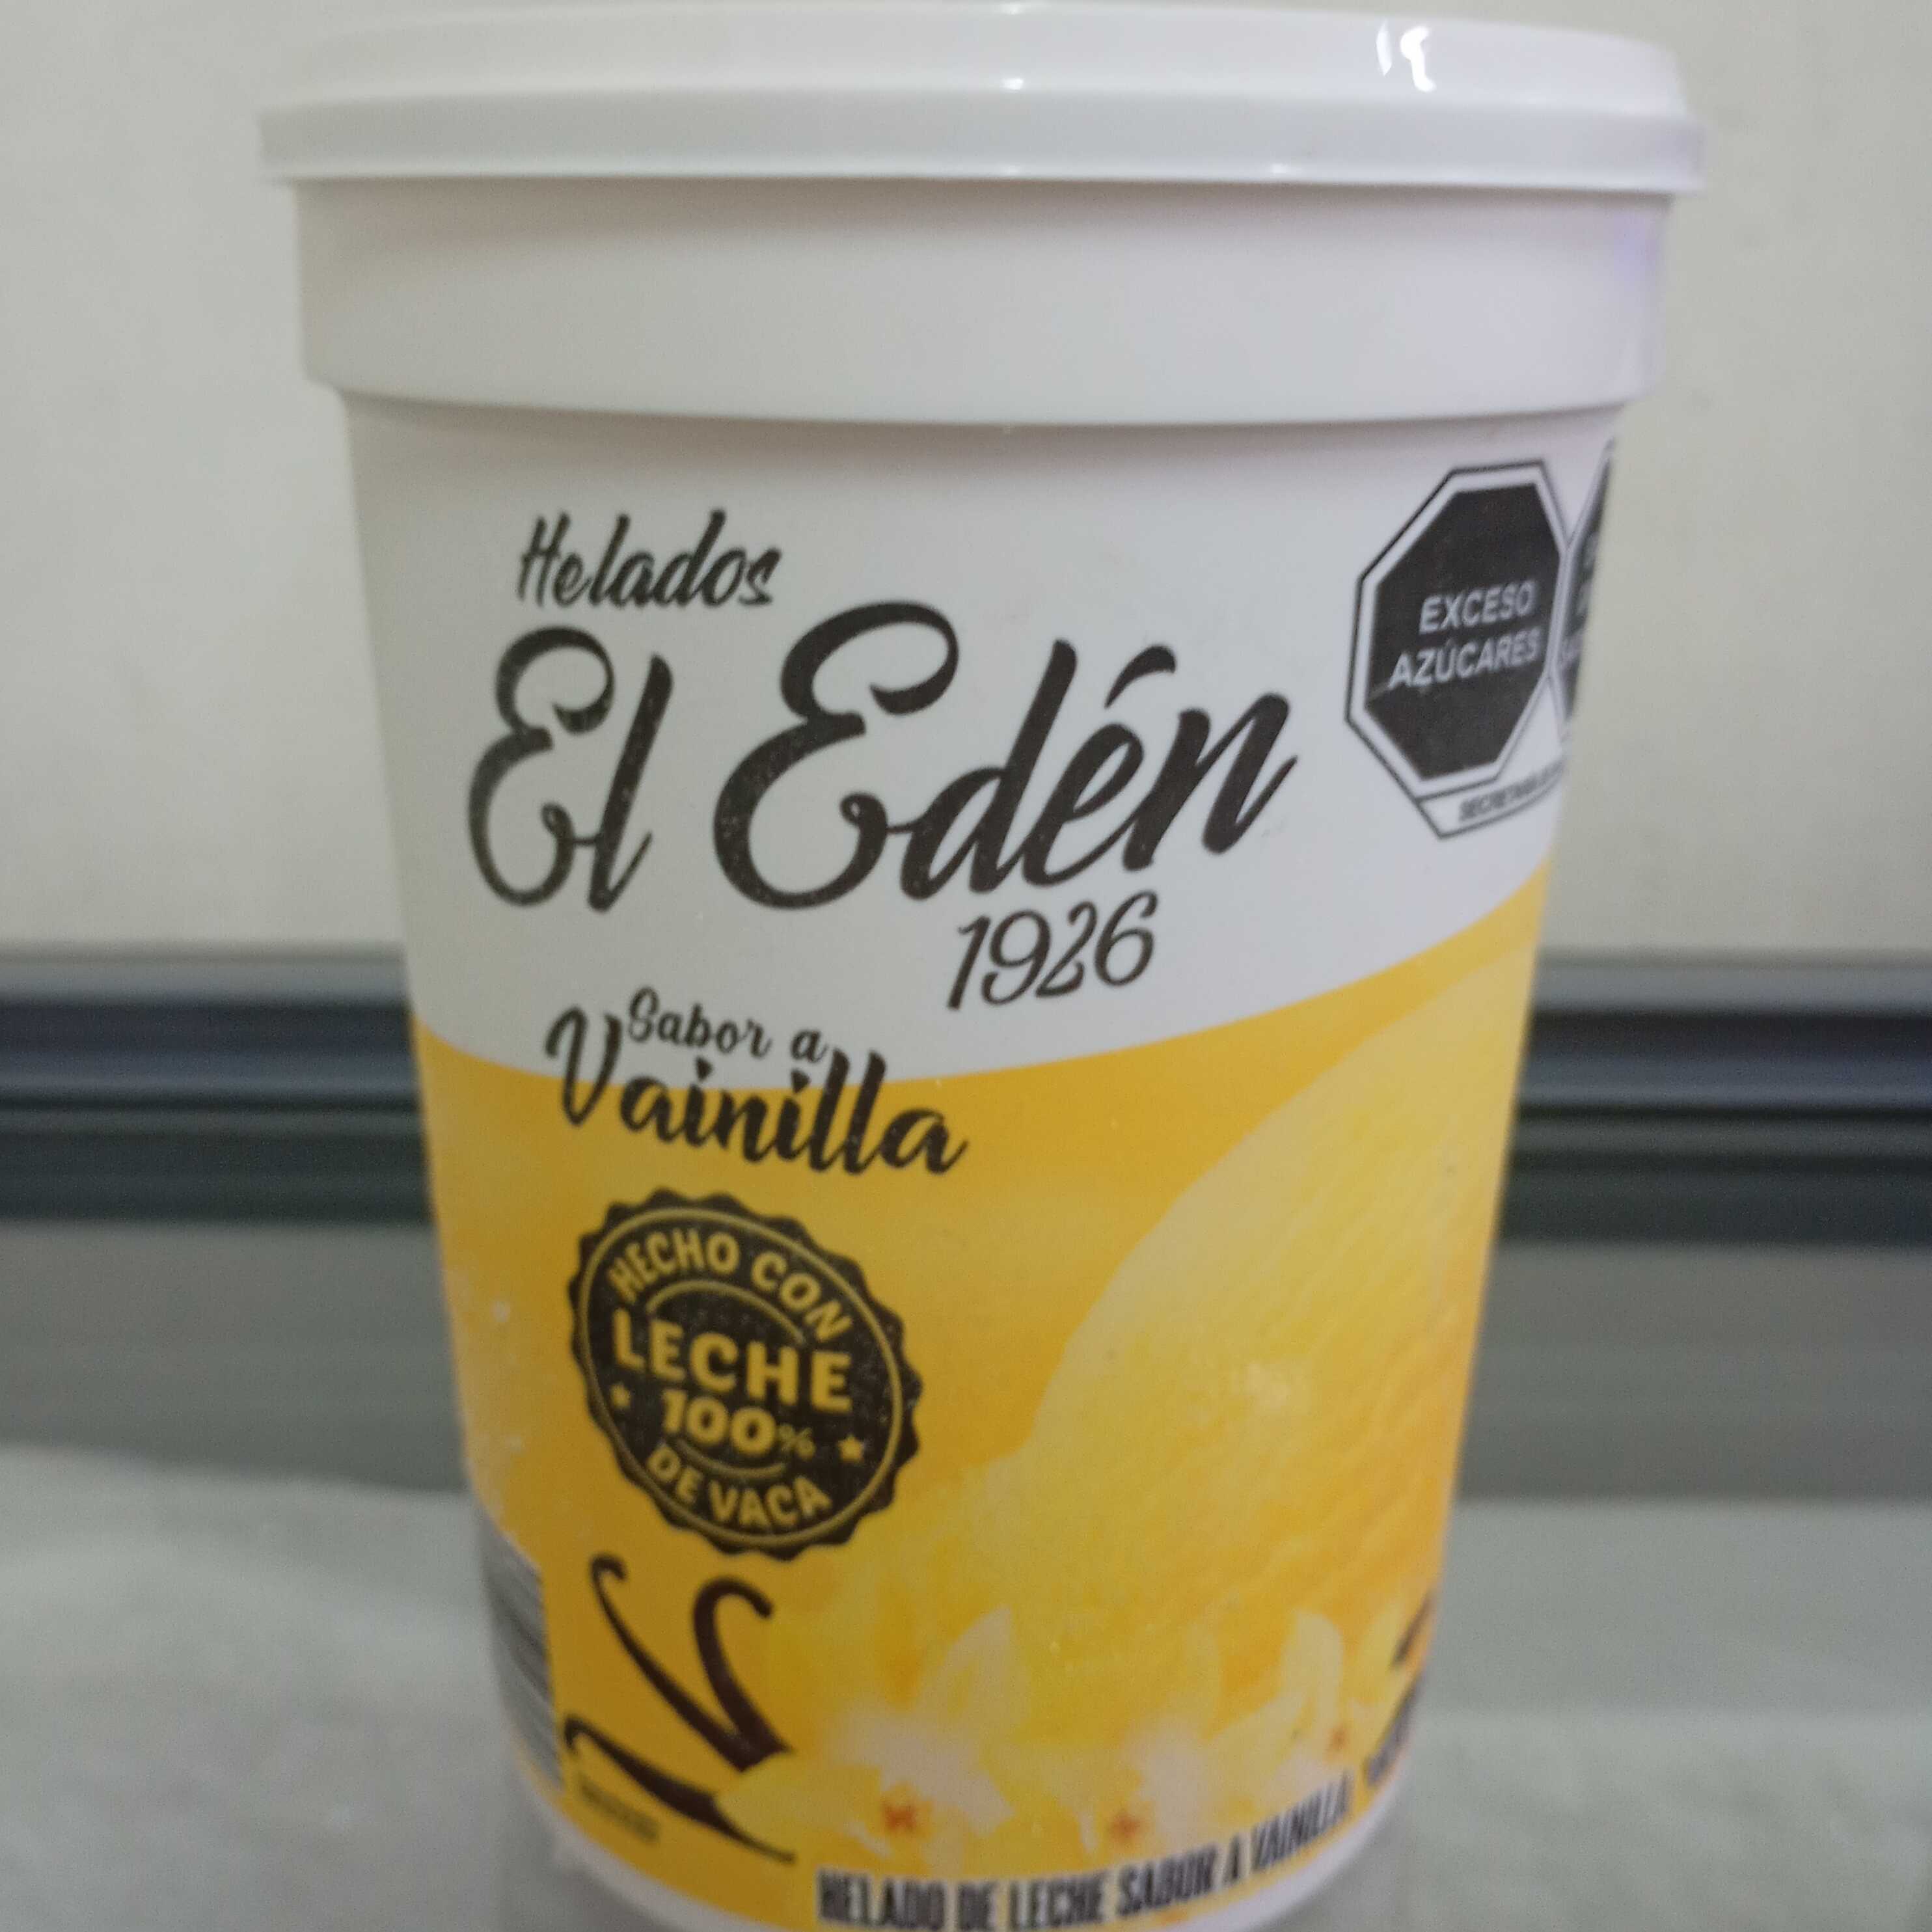 Helados
El Edén
1926
Sabor a
Vainilla
EXCESO
AZÚCARES
SECRETARÍA
HECHO CON
LECHE
100%
DE VACA
HELADO DE LECHE SABOR A VAINILLA